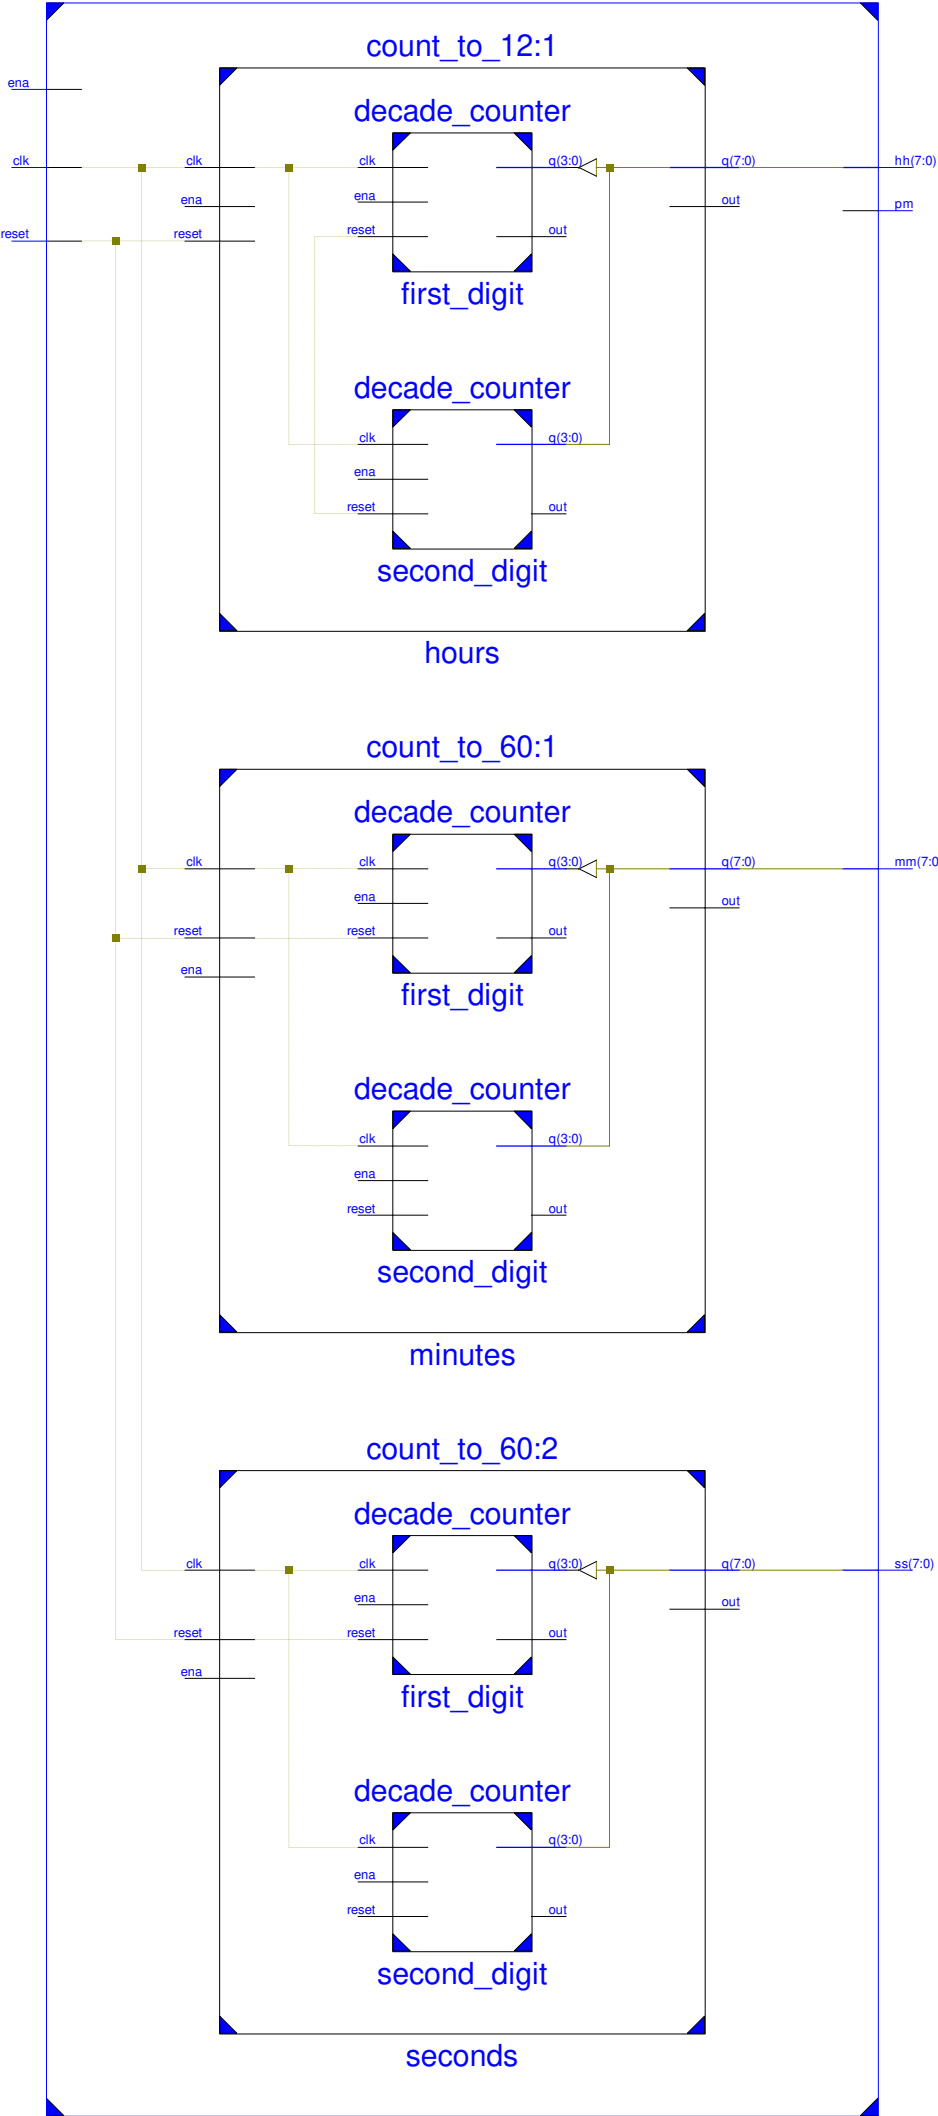 count_to_12:1
ena
decade_counter
clk
clk
clk
q(3:0)
q(7:0)
hh(7:0)
ena
ena
out
pm
reset
reset
reset
out
first_digit
decade_counter
clk
q(3:0)
ena
reset
out
second_digit
hours
count_to_60:1
decade_counter
clk
clk
q(3:0)
q(7:0)
mm(7:0
ena
out
reset
reset
out
ena
first_digit
decade_counter
clk
q(3:0)
ena
reset
out
second_digit
minutes
count_to_60:2
decade_counter
clk
clk
q(3:0)
q(7:0)
ss(7:0)
ena
out
reset
reset
out
ena
first_digit
decade_counter
clk
q(3:0)
ena
reset
out
second_digit
seconds